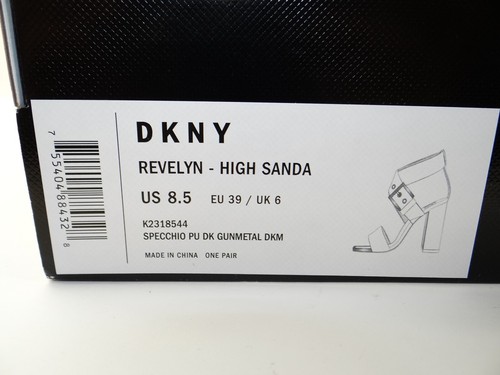 DKNY
REVELYN - HIGH SANDA
US 8.5 EU 39 / UK 6
K2318544
SPECCHIO PU DK GUNMETAL DKM
MADE IN CHINA ONE PAIR
7 55404 88432 8